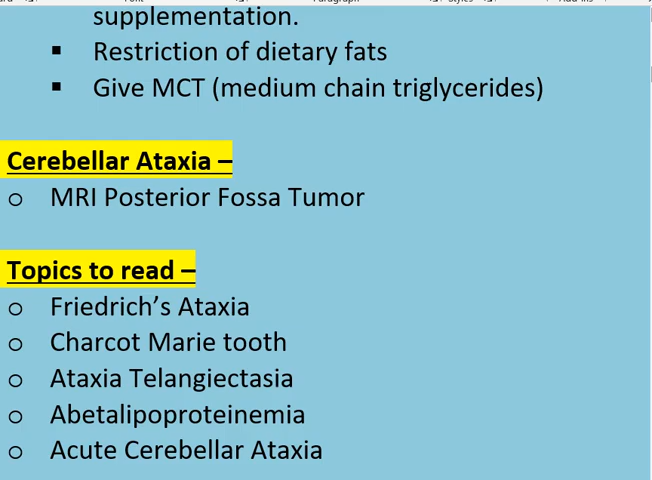 supplementation.
▪ Restriction of dietary fats
▪ Give MCT (medium chain triglycerides)
Cerebellar Ataxia –
o MRI Posterior Fossa Tumor
Topics to read –
o Friedrich’s Ataxia
o Charcot Marie tooth
o Ataxia Telangiectasia
o Abetalipoproteinemia
o Acute Cerebellar Ataxia